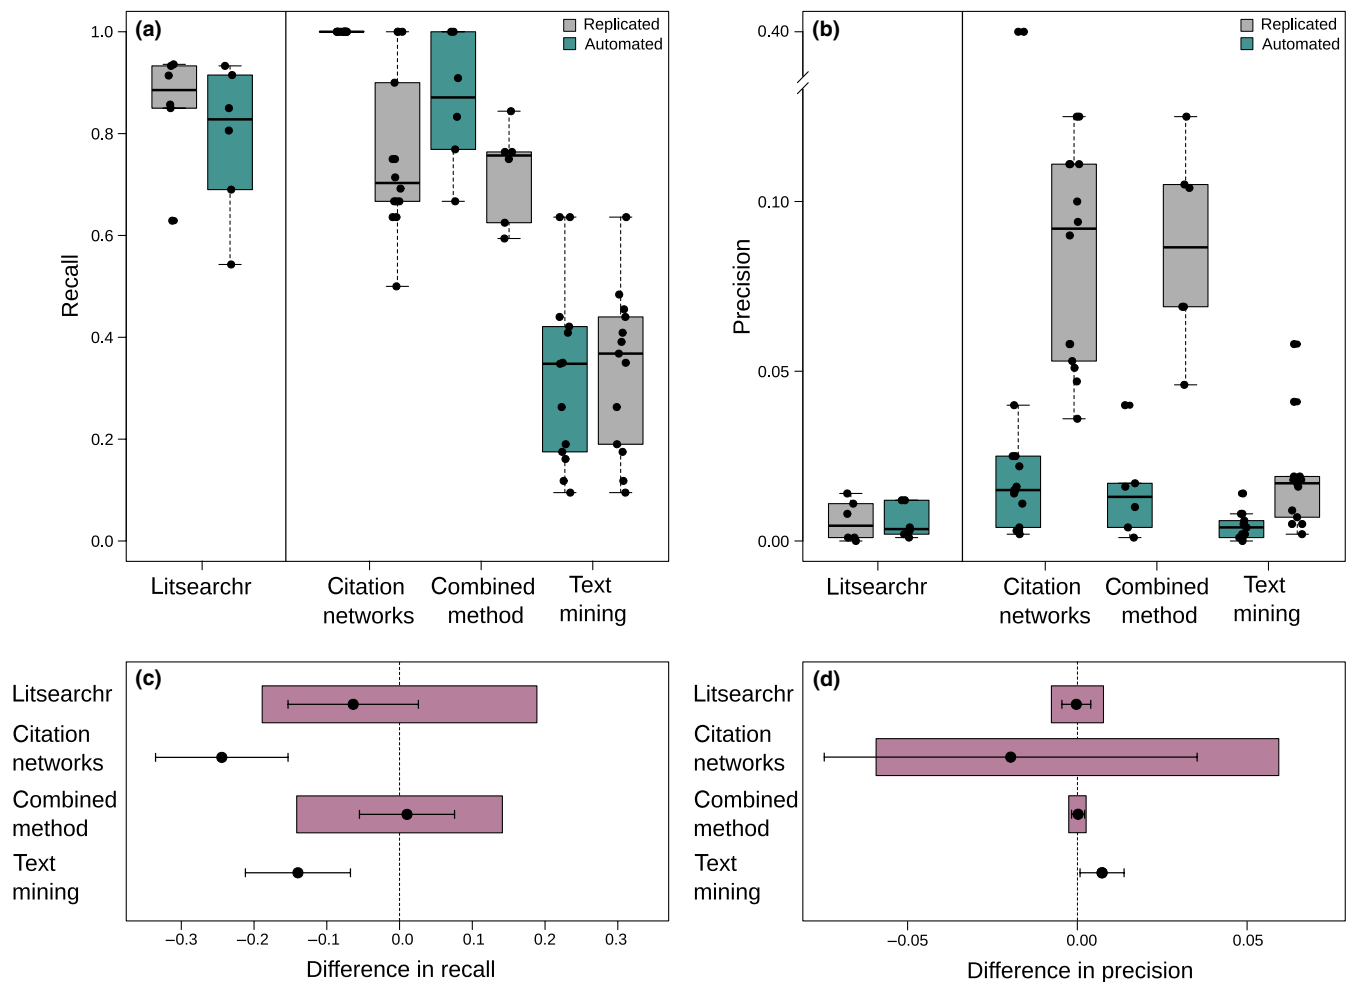 (a)
Replicated
Automated
1.0
0.8
0.6
0.4
0.2
0.0
Recall
Litsearchr
Citation
networks
Combined
method
Text
mining
(b)
Replicated
Automated
0.40
0.10
0.05
0.00
Precision
Litsearchr
Citation
networks
Combined
method
Text
mining
(c)
Litsearchr
Citation
networks
Combined
method
Text
mining
−0.3 −0.2 −0.1 0.0 0.1 0.2 0.3
Difference in recall
(d)
Litsearchr
Citation
networks
Combined
method
Text
mining
−0.05 0.00 0.05
Difference in precision